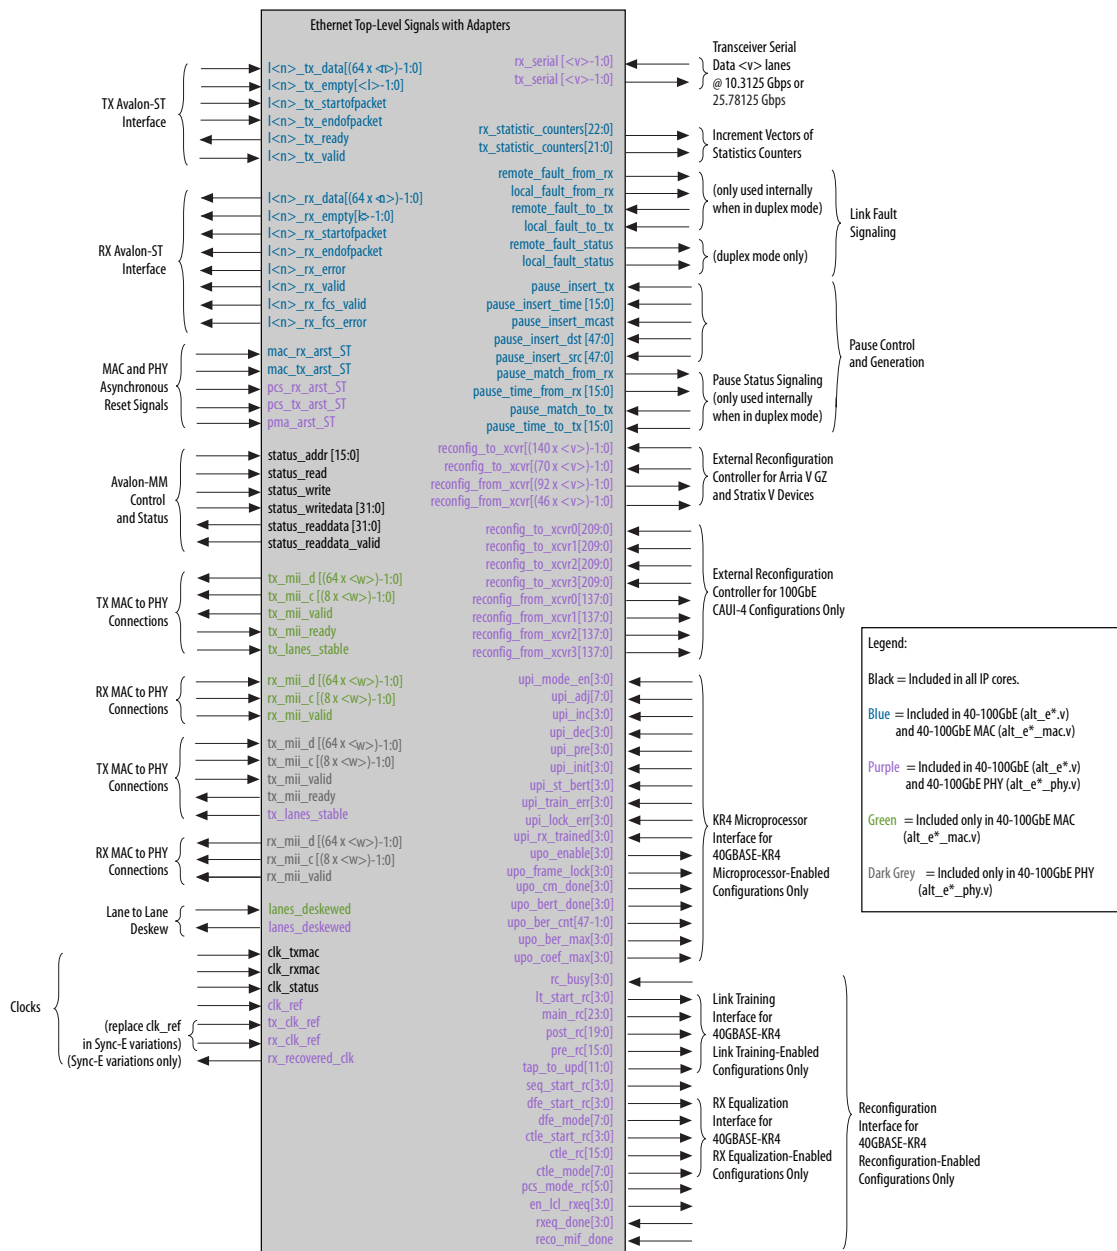 Ethernet Top-Level Signals with Adapters
TX Avalon-ST
Interface
l<n>_tx_data[(64 x <n>)-1:0]
l<n>_tx_empty[<l>-1:0]
l<n>_tx_startofpacket
l<n>_tx_endofpacket
l<n>_tx_ready
l<n>_tx_valid
RX Avalon-ST
Interface
l<n>_rx_data[(64 x <n>)-1:0]
l<n>_rx_empty[<l>-1:0]
l<n>_rx_startofpacket
l<n>_rx_endofpacket
l<n>_rx_error
l<n>_rx_valid
l<n>_rx_fcs_valid
l<n>_rx_fcs_error
MAC and PHY
Asynchronous
Reset Signals
mac_rx_arst_ST
mac_tx_arst_ST
pcs_rx_arst_ST
pcs_tx_arst_ST
pma_arst_ST
Avalon-MM
Control
and Status
status_addr [15:0]
status_read
status_write
status_writedata [31:0]
status_readdata [31:0]
status_readdata_valid
TX MAC to PHY
Connections
tx_mii_d [(64 x <w>)-1:0]
tx_mii_c [(8 x <w>)-1:0]
tx_mii_valid
tx_mii_ready
tx_lanes_stable
RX MAC to PHY
Connections
rx_mii_d [(64 x <w>)-1:0]
rx_mii_c [(8 x <w>)-1:0]
rx_mii_valid
TX MAC to PHY
Connections
tx_mii_d [(64 x <w>)-1:0]
tx_mii_c [(8 x <w>)-1:0]
tx_mii_valid
tx_mii_ready
tx_lanes_stable
RX MAC to PHY
Connections
rx_mii_d [(64 x <w>)-1:0]
rx_mii_c [(8 x <w>)-1:0]
rx_mii_valid
Lane to Lane
Deskew
lanes_deskewed
lanes_deskewed
Clocks
clk_txmac
clk_rxmac
clk_status
clk_ref
(replace clk_ref
in Sync-E variations)
tx_clk_ref
rx_clk_ref
(Sync-E variations only)
rx_recovered_clk
rx_serial [<v>-1:0]
tx_serial [<v>-1:0]
Transceiver Serial
Data <v> lanes
@ 10.3125 Gbps or
25.78125 Gbps
rx_statistic_counters[22:0]
tx_statistic_counters[21:0]
Increment Vectors of
Statistics Counters
remote_fault_from_rx
local_fault_from_rx
remote_fault_to_tx
local_fault_to_tx
(only used internally
when in duplex mode)
remote_fault_status
local_fault_status
(duplex mode only)
Link Fault
Signaling
pause_insert_tx
pause_insert_time [15:0]
pause_insert_mcast
pause_insert_dst [47:0]
pause_insert_src [47:0]
pause_match_from_rx
pause_time_from_rx [15:0]
pause_match_to_tx
pause_time_to_tx [15:0]
Pause Status Signaling
(only used internally
when in duplex mode)
Pause Control
and Generation
reconfig_to_xcvr[(140 x <v>)-1:0]
reconfig_to_xcvr[(70 x <v>)-1:0]
reconfig_from_xcvr[(92 x <v>)-1:0]
reconfig_from_xcvr[(46 x <v>)-1:0]
External Reconfiguration
Controller for Arria V GZ
and Stratix V Devices
reconfig_to_xcvr0[209:0]
reconfig_to_xcvr1[209:0]
reconfig_to_xcvr2[209:0]
reconfig_to_xcvr3[209:0]
reconfig_from_xcvr0[137:0]
reconfig_from_xcvr1[137:0]
reconfig_from_xcvr2[137:0]
reconfig_from_xcvr3[137:0]
External Reconfiguration
Controller for 100GbE
CAUI-4 Configurations Only
upi_mode_en[3:0]
upi_adj[7:0]
upi_inc[3:0]
upi_dec[3:0]
upi_pre[3:0]
upi_init[3:0]
upi_st_bert[3:0]
upi_train_err[3:0]
upi_lock_err[3:0]
upi_rx_trained[3:0]
upo_enable[3:0]
upo_frame_lock[3:0]
upo_cm_done[3:0]
upo_bert_done[3:0]
upo_ber_cnt[47-1:0]
upo_ber_max[3:0]
upo_coef_max[3:0]
KR4 Microprocessor
Interface for
40GBASE-KR4
Microprocessor-Enabled
Configurations Only
rc_busy[3:0]
lt_start_rc[3:0]
main_rc[23:0]
post_rc[19:0]
pre_rc[15:0]
tap_to_upd[11:0]
Link Training
Interface for
40GBASE-KR4
Link Training-Enabled
Configurations Only
seq_start_rc[3:0]
dfe_start_rc[3:0]
dfe_mode[7:0]
ctle_start_rc[3:0]
ctle_rc[15:0]
ctle_mode[7:0]
RX Equalization
Interface for
40GBASE-KR4
RX Equalization-Enabled
Configurations Only
pcs_mode_rc[5:0]
en_lcl_rxeq[3:0]
rxeq_done[3:0]
reco_mif_done
Reconfiguration
Interface for
40GBASE-KR4
Reconfiguration-Enabled
Configurations Only
Legend:
Black = Included in all IP cores.
Blue = Included in 40-100GbE (alt_e*.v)
and 40-100GbE MAC (alt_e*_mac.v)
Purple = Included in 40-100GbE (alt_e*.v)
and 40-100GbE PHY (alt_e*_phy.v)
Green = Included only in 40-100GbE MAC
(alt_e*_mac.v)
Dark Grey = Included only in 40-100GbE PHY
(alt_e*_phy.v)